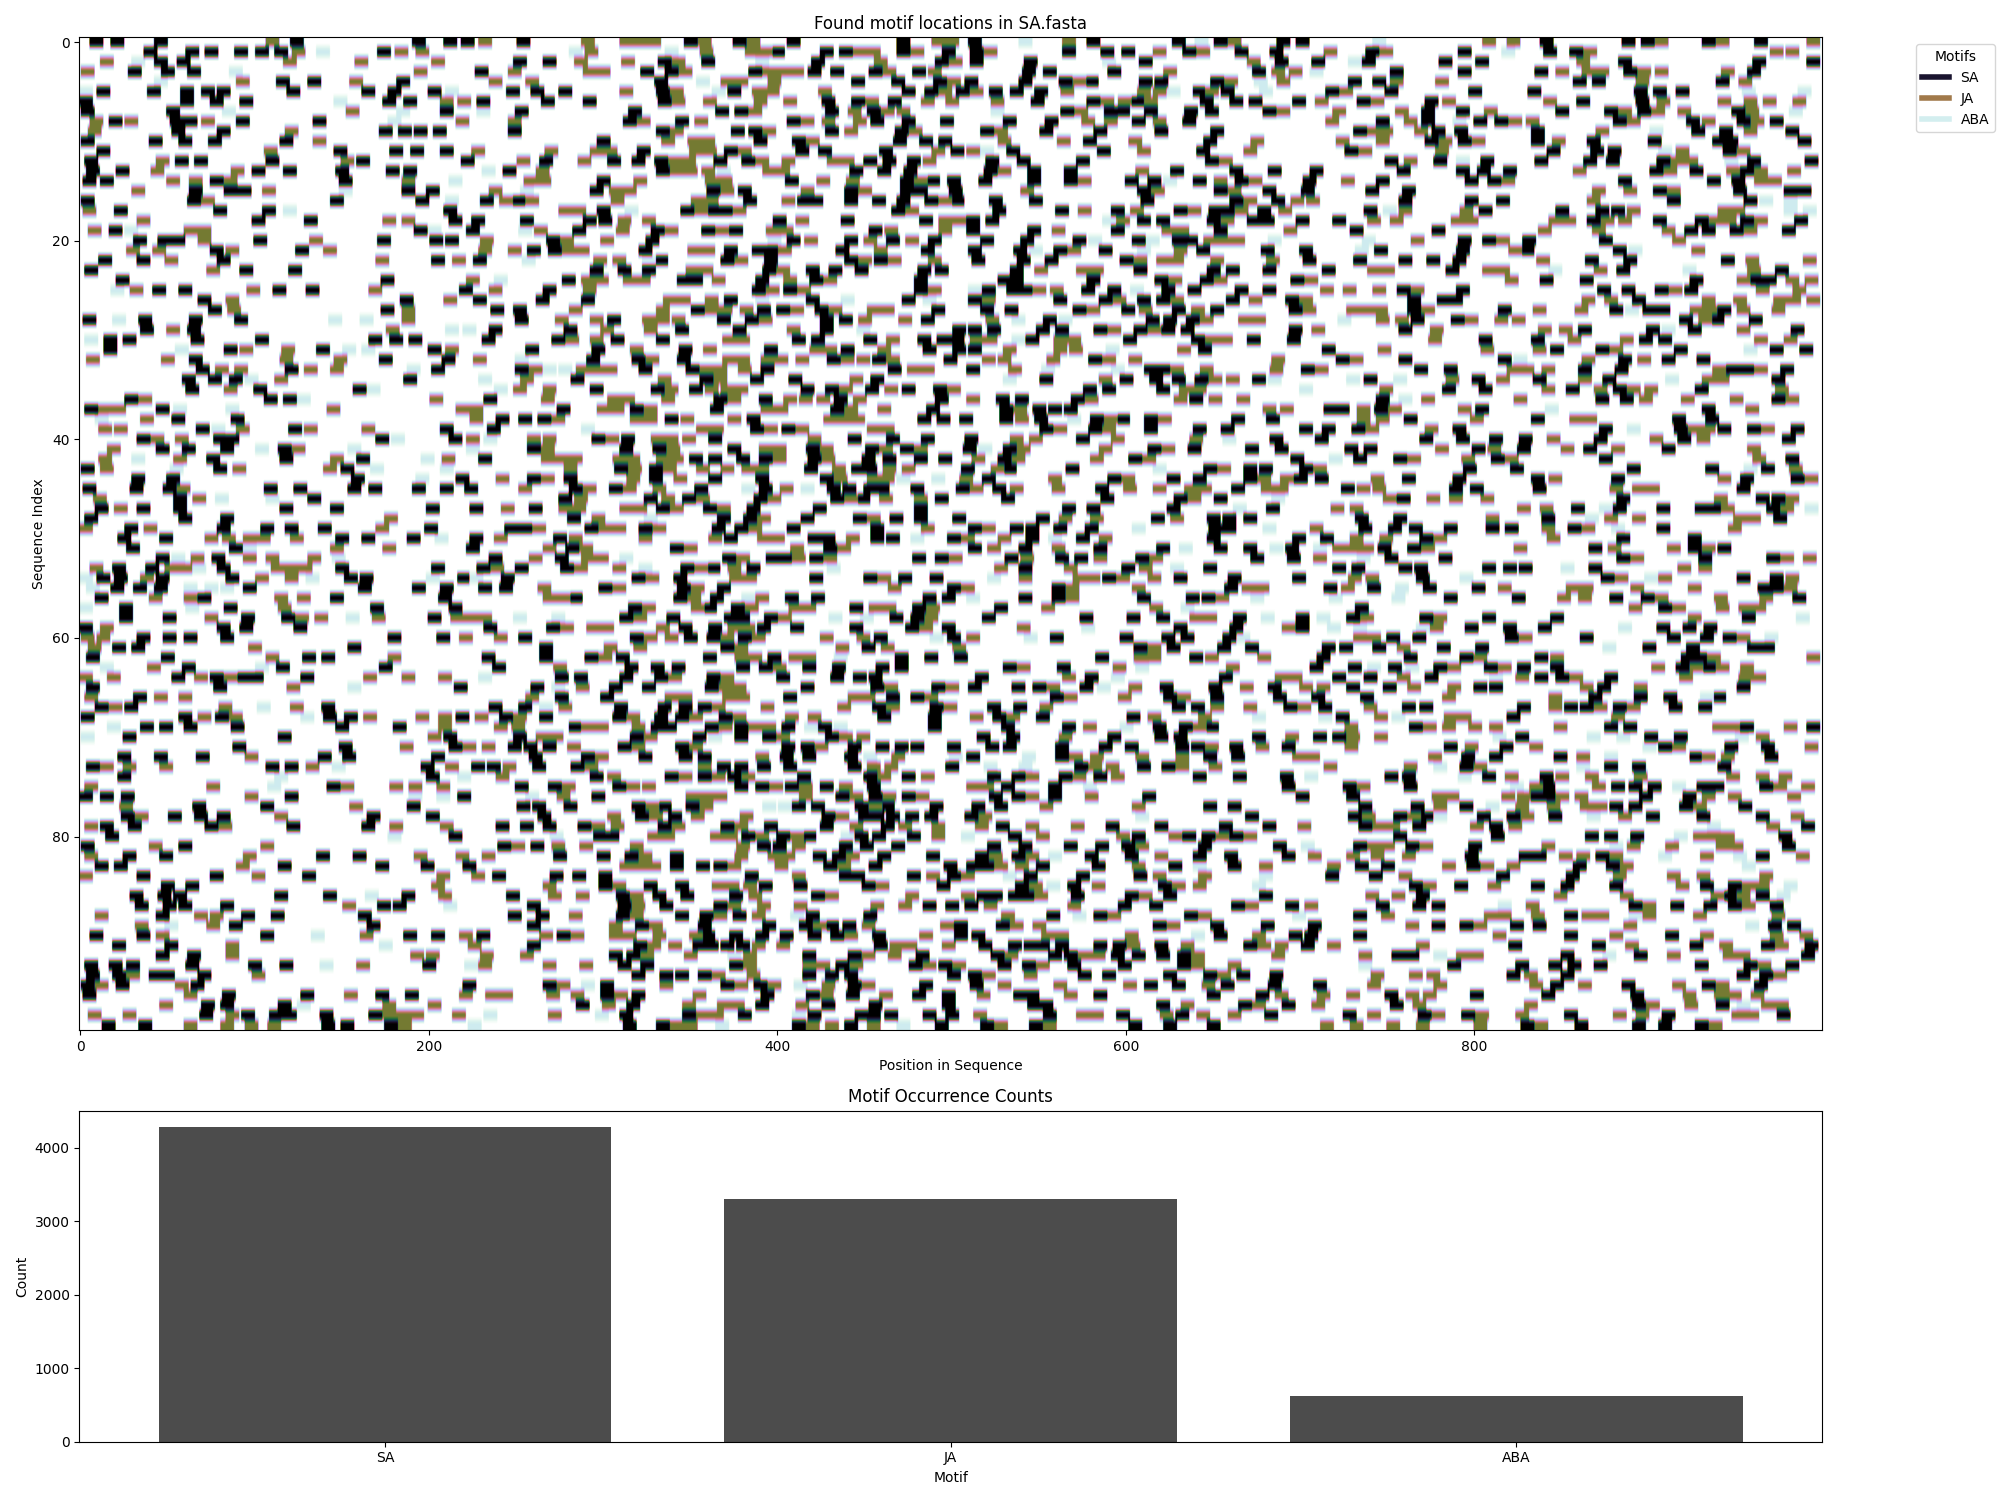 Found motif locations in SA.fasta
Motifs
SA
JA
ABA
0
20
40
60
80
Sequence Index
0 200 400 600 800
Position in Sequence
Motif Occurrence Counts
4000
3000
2000
1000
0
Count
SA JA ABA
Motif